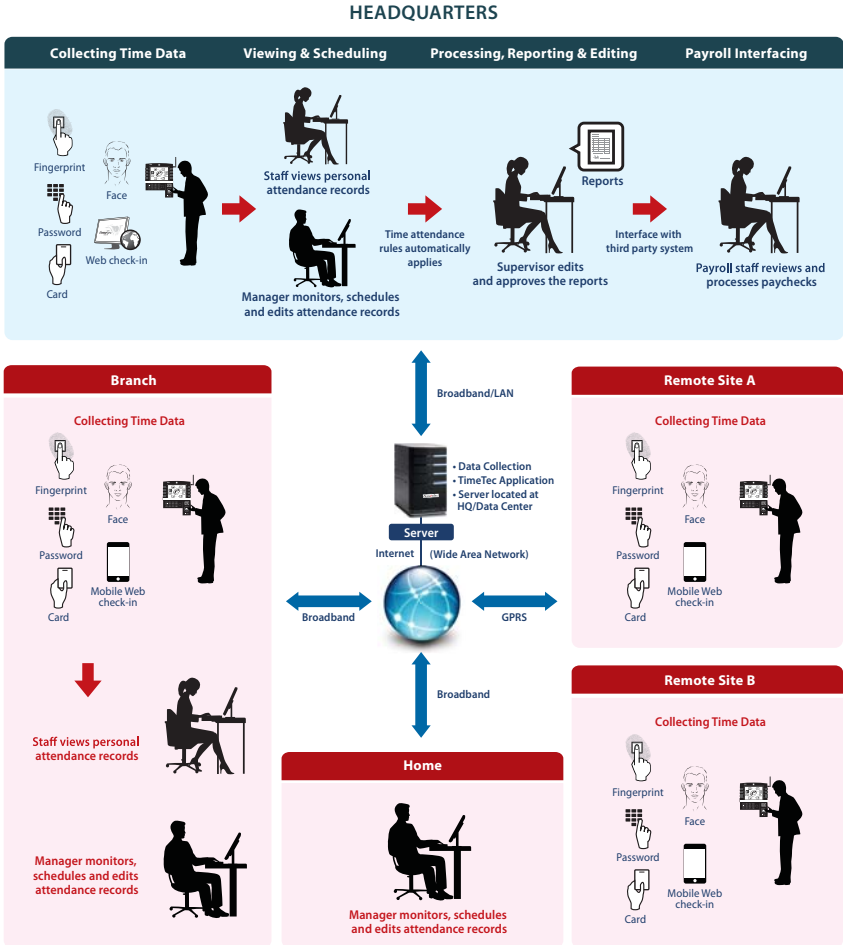 HEADQUARTERS
Collecting Time Data
Viewing & Scheduling
Processing, Reporting & Editing
Payroll Interfacing
Fingerprint
Face
Password
Web check-in
Card
Staff views personal
attendance records
Manager monitors, schedules
and edits attendance records
Time attendance
rules automatically
applies
Reports
Supervisor edits
and approves the reports
Interface with
third party system
Payroll staff reviews and
processes paychecks
Broadband/LAN
• Data Collection
• TimeTec Application
• Server located at
HQ/Data Center
Server
Internet (Wide Area Network)
Broadband
GPRS
Broadband
Branch
Collecting Time Data
Fingerprint
Face
Password
Mobile Web
check-in
Card
Staff views personal
attendance records
Manager monitors,
schedules and edits
attendance records
Home
Manager monitors, schedules
and edits attendance records
Remote Site A
Collecting Time Data
Fingerprint
Face
Password
Mobile Web
check-in
Card
Remote Site B
Collecting Time Data
Fingerprint
Face
Password
Mobile Web
check-in
Card